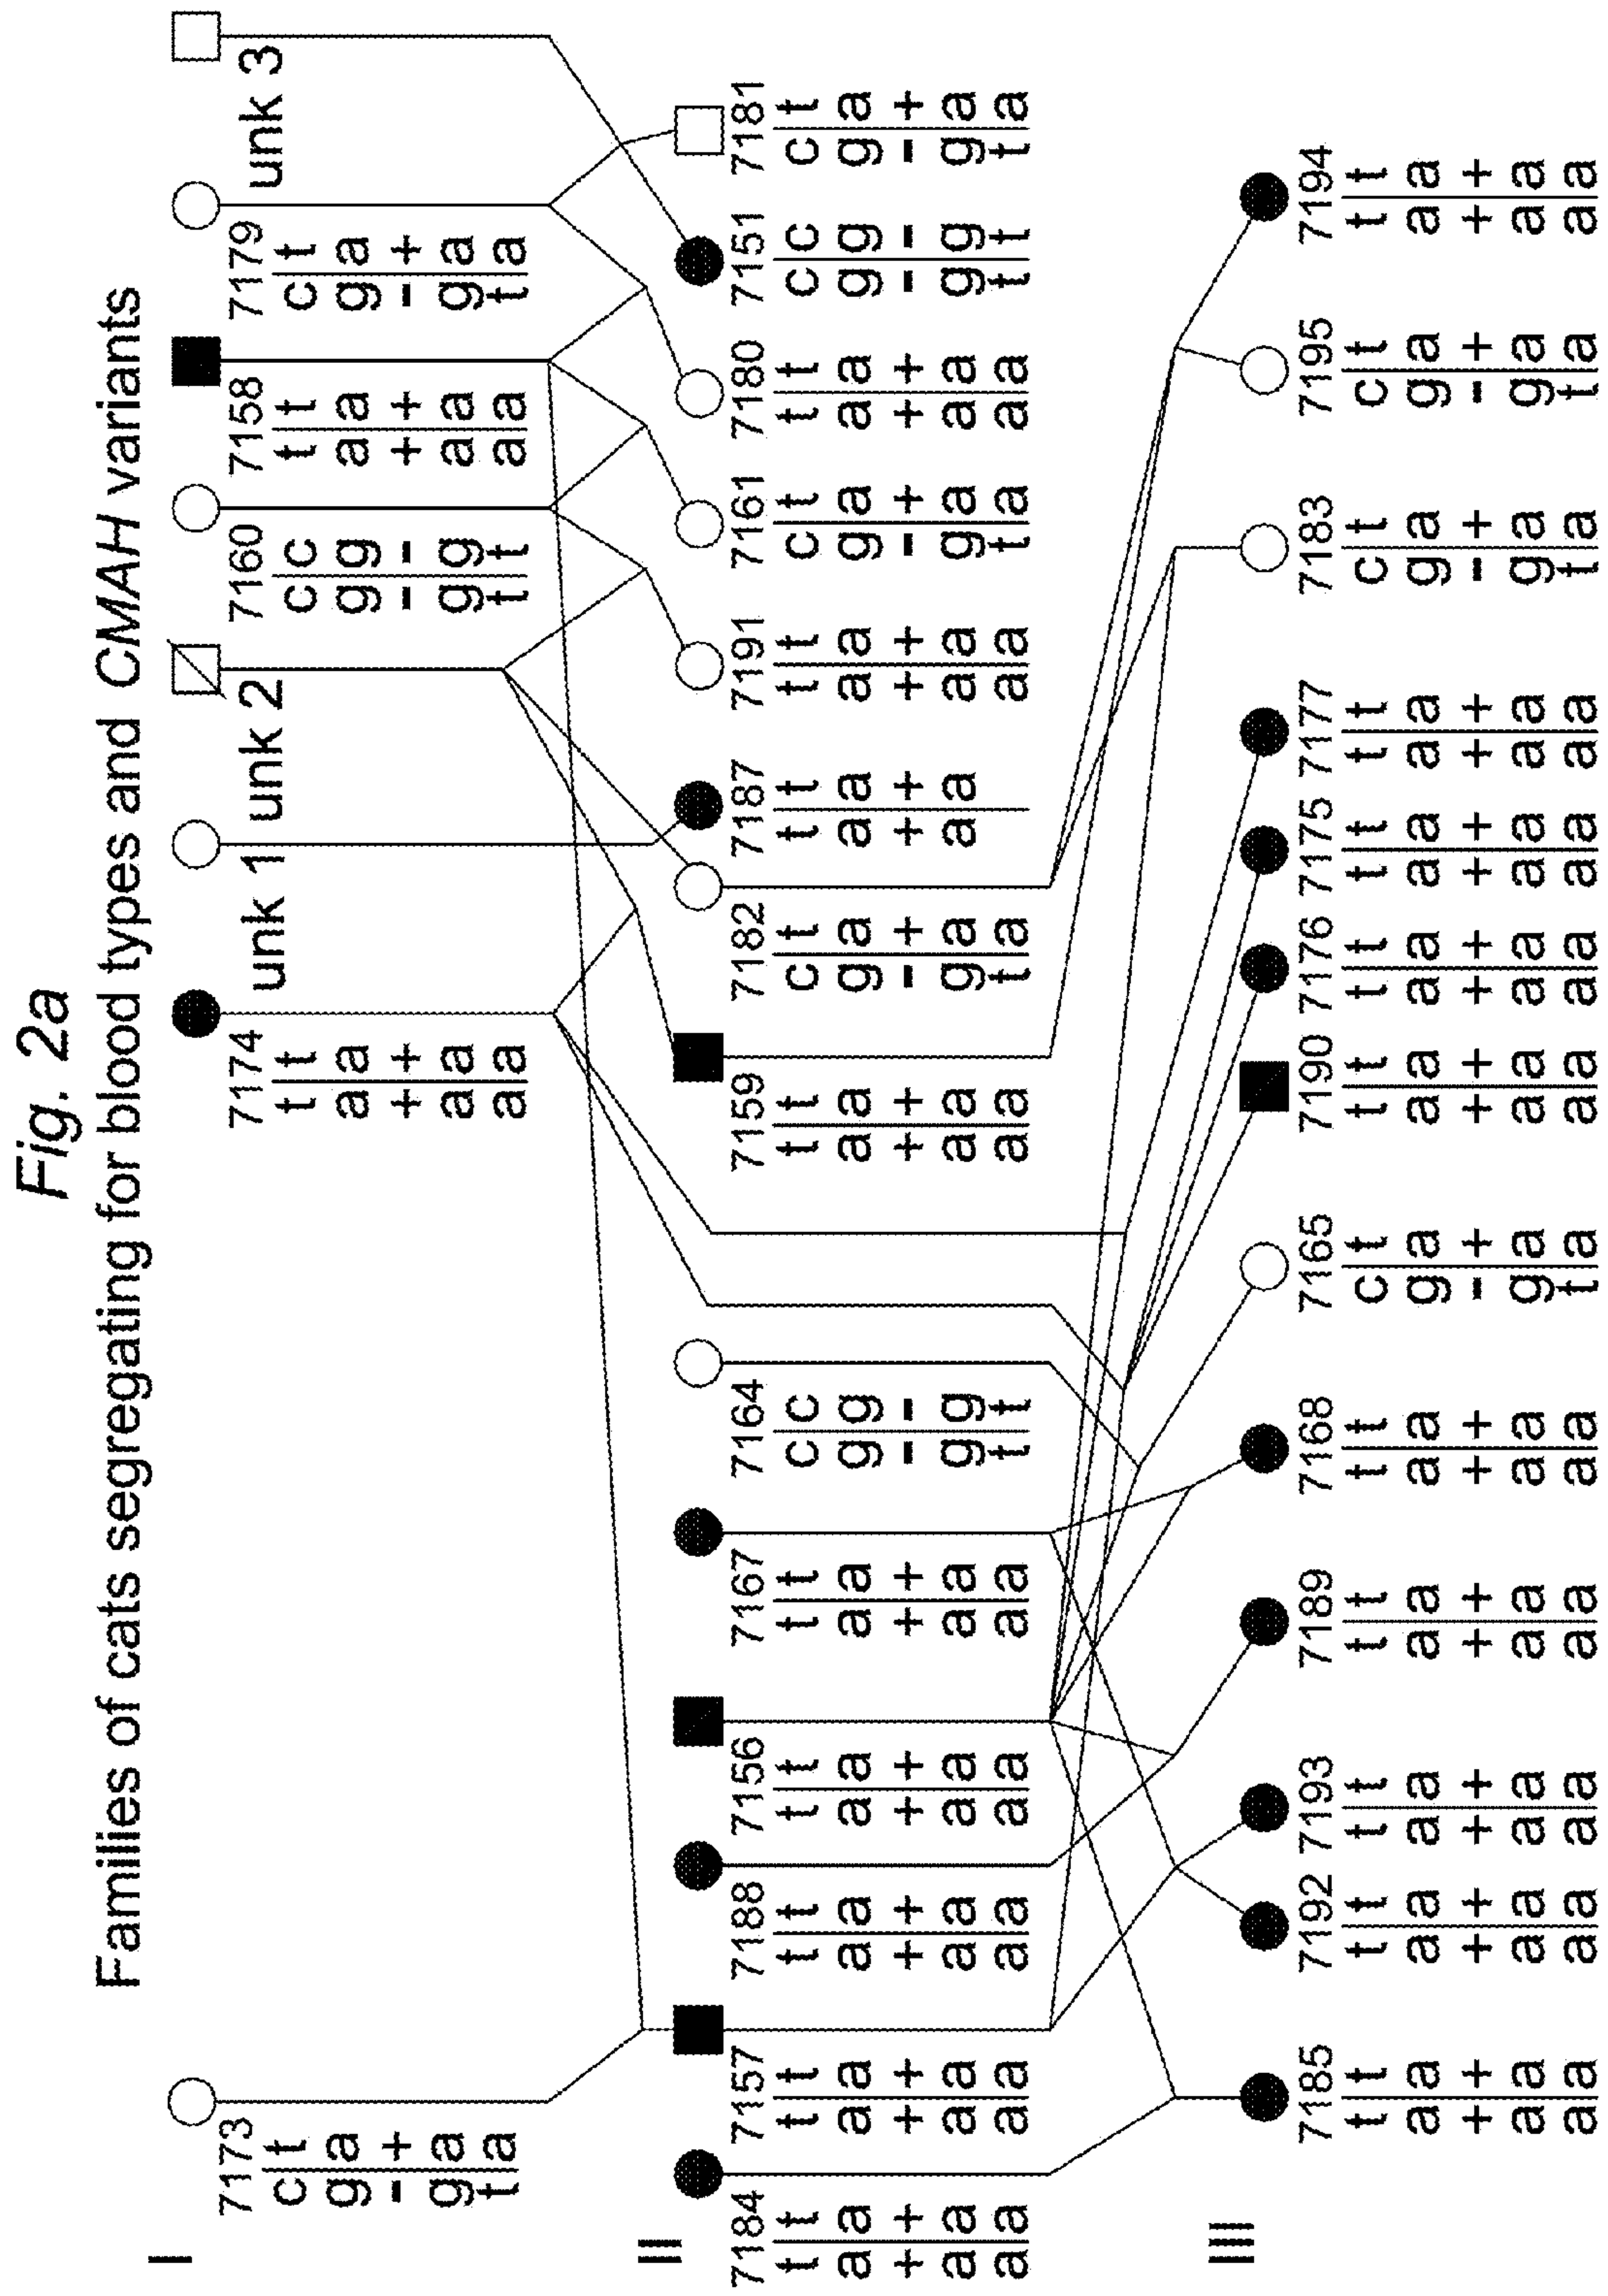 Fig. 2a
Families of cats segregating for blood types and CMAH variants
I
7173
c t
g a
- +
g a
t a
7174
t t
a a
+ +
a a
a a
unk 1
unk 2
7160
c c
g g
- -
g g
t t
7158
t t
a a
+ +
a a
a a
7179
c t
g a
- +
g a
t a
unk 3
II
7184
t t
a a
+ +
a a
a a
7157
t t
a a
+ +
a a
a a
7188
t t
a a
+ +
a a
a a
7156
t t
a a
+ +
a a
a a
7167
t t
a a
+ +
a a
a a
7164
c c
g g
- -
g g
t t
7159
t t
a a
+ +
a a
a a
7182
c t
g a
- +
g a
t a
7187
t t
a a
+ +
a a
7191
t t
a a
+ +
a a
a a
7161
c t
g a
- +
g a
t a
7180
t t
a a
+ +
a a
a a
7151
c c
g g
- -
g g
t t
7181
c t
g a
- +
g a
t a
III
7185
t t
a a
+ +
a a
a a
7192
t t
a a
+ +
a a
a a
7193
t t
a a
+ +
a a
a a
7189
t t
a a
+ +
a a
a a
7168
t t
a a
+ +
a a
a a
7165
c t
g a
- +
g a
t a
7190
t t
a a
+ +
a a
a a
7176
t t
a a
+ +
a a
a a
7175
t t
a a
+ +
a a
a a
7177
t t
a a
+ +
a a
a a
7183
c t
g a
- +
g a
t a
7195
c t
g a
- +
g a
t a
7194
t t
a a
+ +
a a
a a